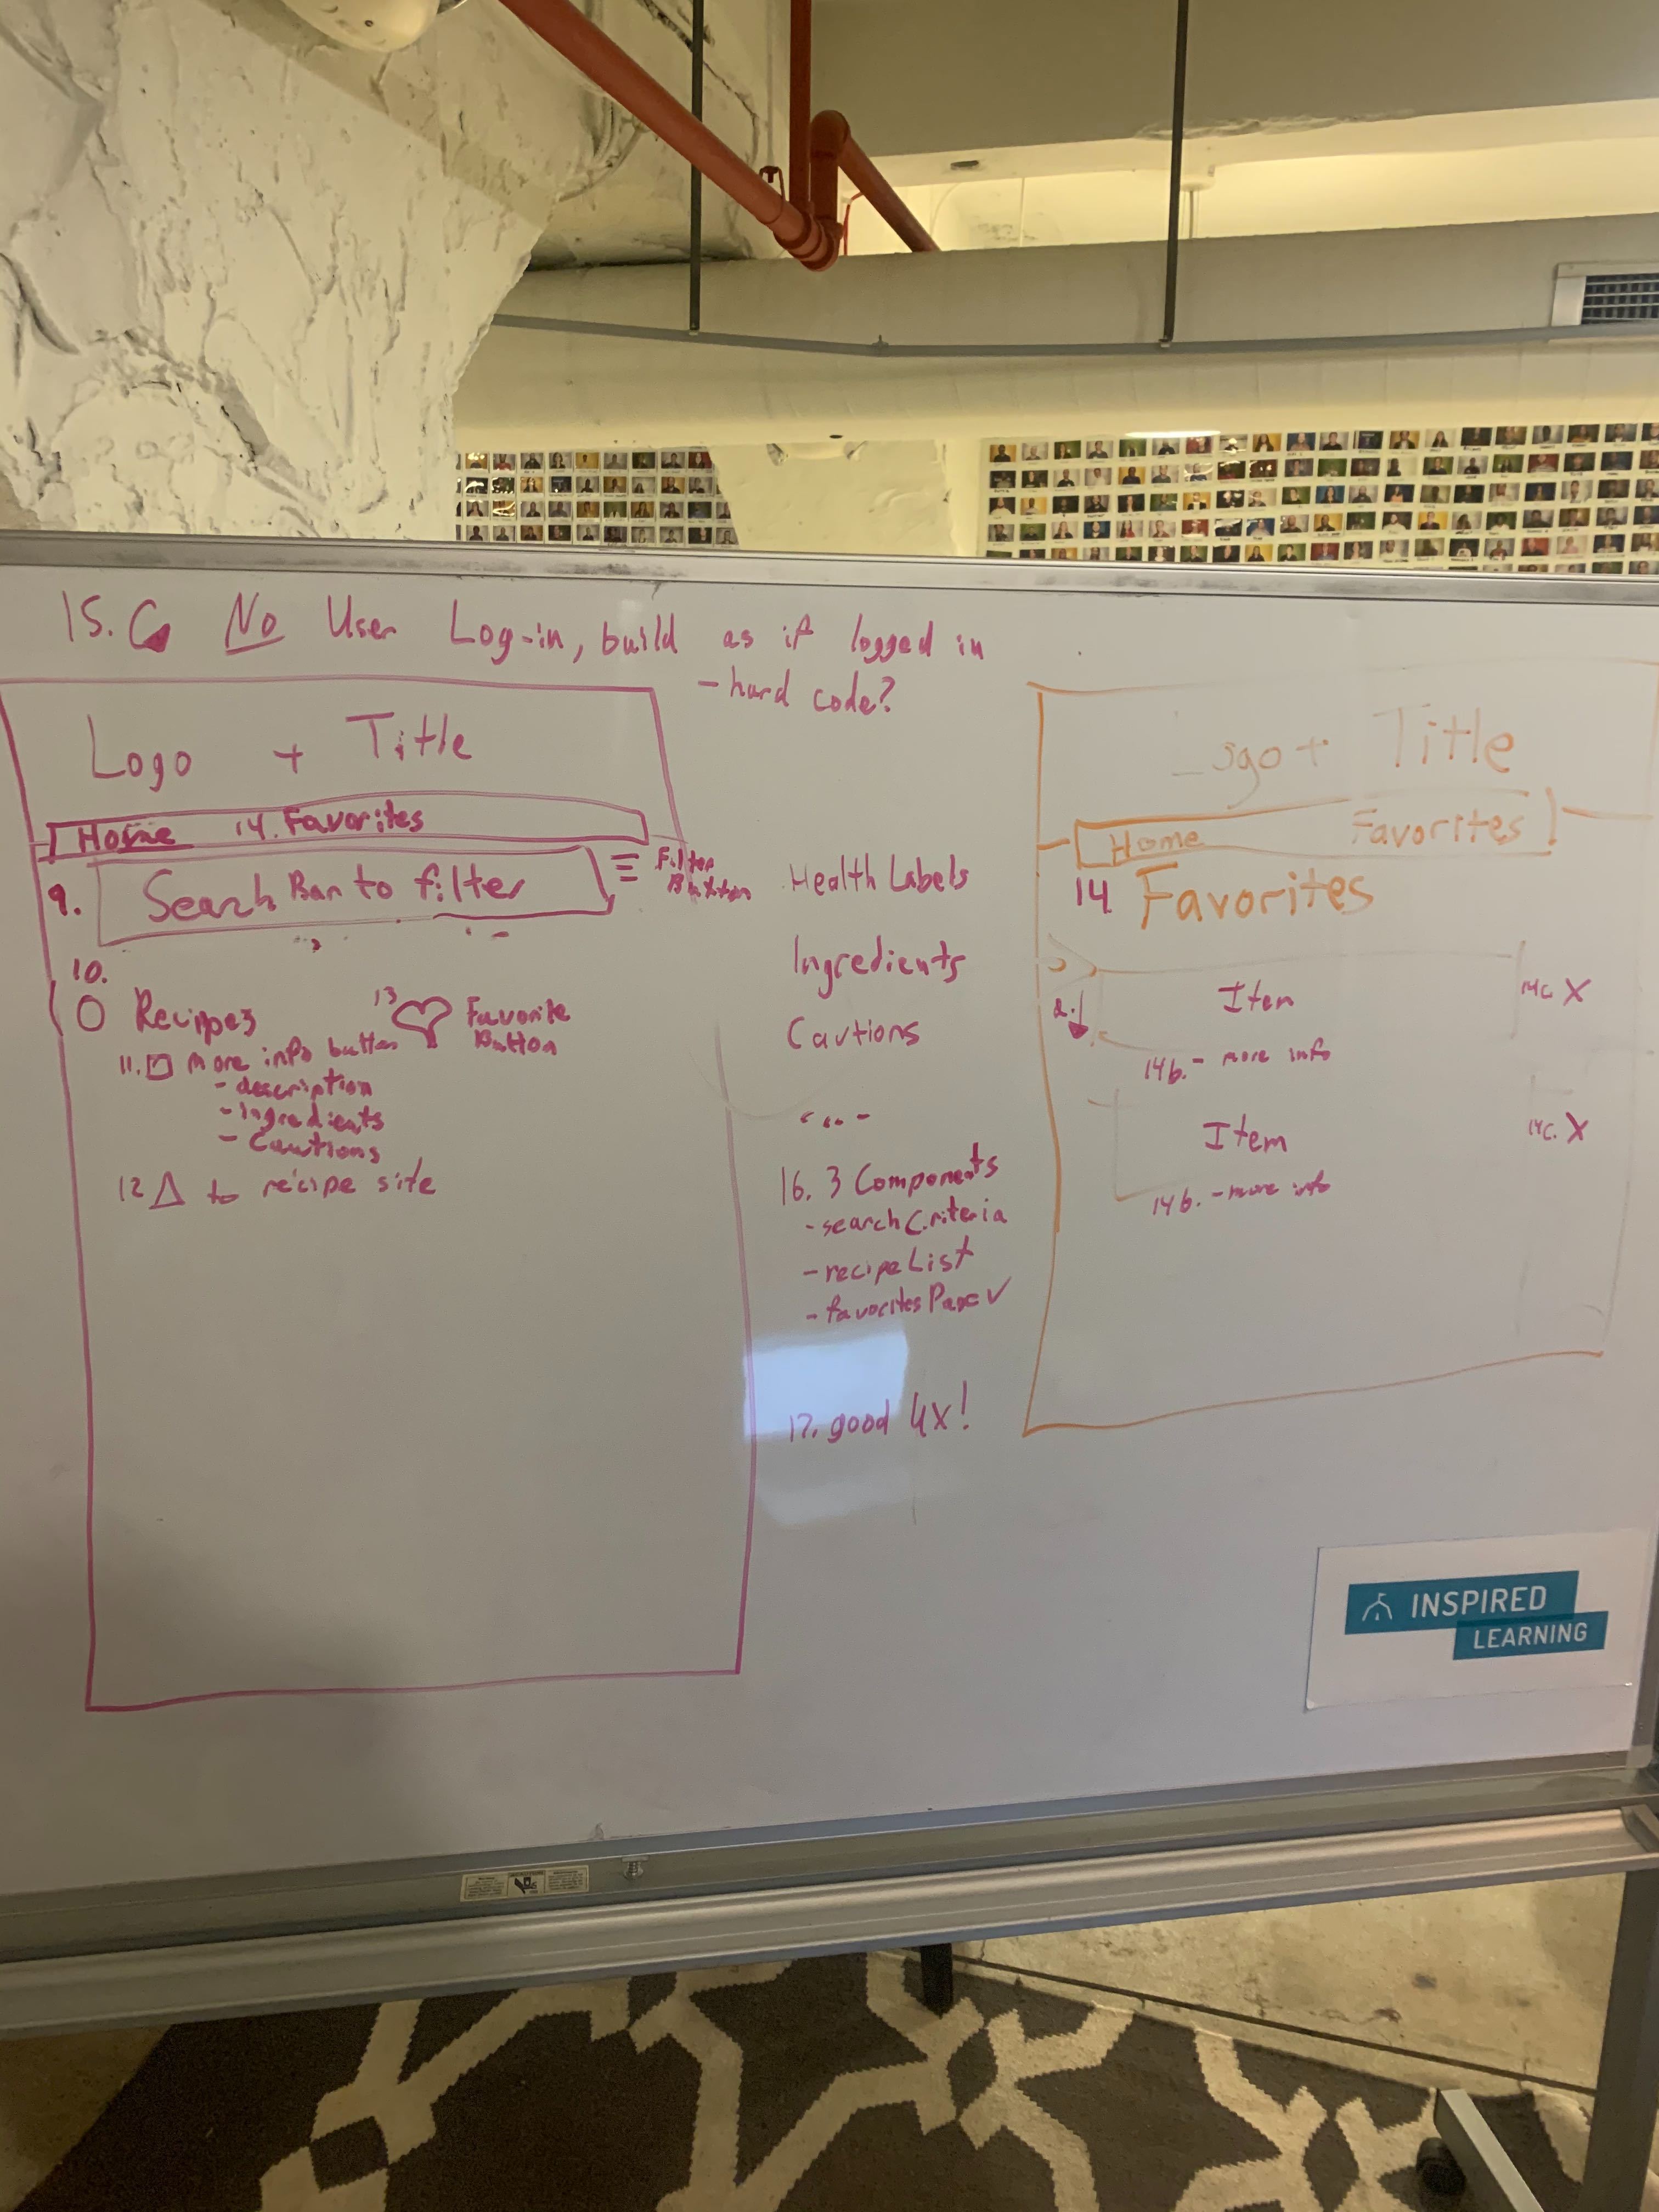 15. No User Log-in, build as if logged in
- hard code?
Logo + Title
Home 14. Favorites
9. Search Bar to filter
Filter Button
10.
Recippes
13 Favorite Button
11. more info button
- description
- Ingredients
- Cautions
12 to recipe site
Health Labels
Ingredients
Cautions
16. 3 Components
- search Criteria
- recipe List
- favorites Page ✓
17. good UX!
Logo + Title
Home Favorites
14 Favorites
a.
Item
14c. X
14b. - more info
Item
14c. X
14b. - more info
INSPIRED
LEARNING